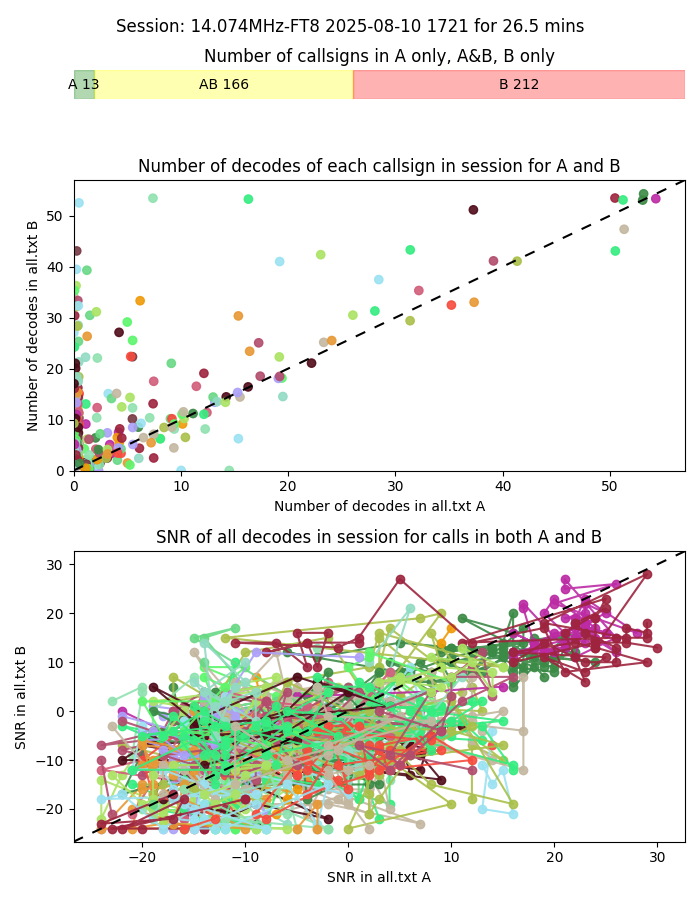 Session: 14.074MHz-FT8 2025-08-10 1721 for 26.5 mins
Number of callsigns in A only, A&B, B only
A 13 AB 166 B 212
Number of decodes of each callsign in session for A and B
Number of decodes in all.txt B
50
40
30
20
10
0
0 10 20 30 40 50
Number of decodes in all.txt A
SNR of all decodes in session for calls in both A and B
SNR in all.txt B
30
20
10
0
−10
−20
−20 −10 0 10 20 30
SNR in all.txt A